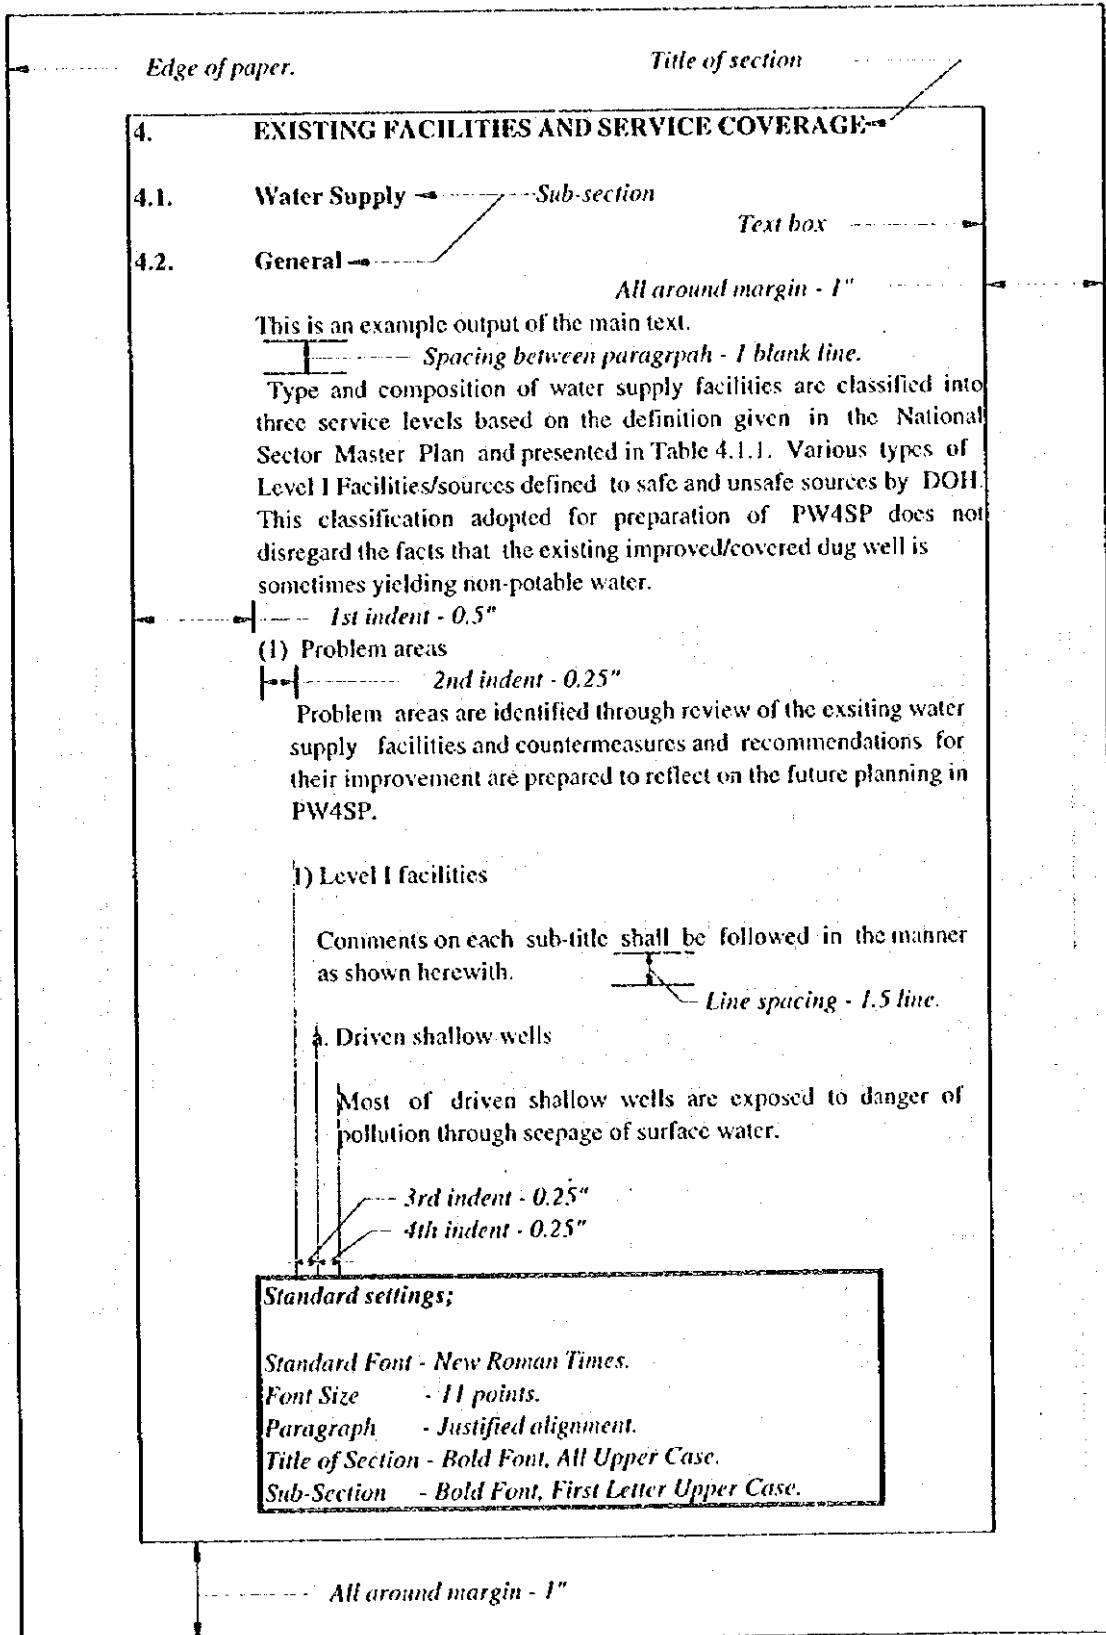 Edge of paper.
Title of section
4. EXISTING FACILITIES AND SERVICE COVERAGE
4.1. Water Supply
Sub-section
Text box
4.2. General
All around margin - 1"
This is an example output of the main text.
Spacing between paragrpah - 1 blank line.
Type and composition of water supply facilities are classified into
three service levels based on the definition given in the National
Sector Master Plan and presented in Table 4.1.1. Various types of
Level I Facilities/sources defined to safe and unsafe sources by DOH.
This classification adopted for preparation of PW4SP does not
disregard the facts that the existing improved/covered dug well is
sometimes yielding non-potable water.
1st indent - 0.5"
(1) Problem areas
2nd indent - 0.25"
Problem areas are identified through review of the exsiting water
supply facilities and countermeasures and recommendations for
their improvement are prepared to reflect on the future planning in
PW4SP.
1) Level I facilities
Comments on each sub-title shall be followed in the manner
as shown herewith.
Line spacing - 1.5 line.
a. Driven shallow wells
Most of driven shallow wells are exposed to danger of
pollution through seepage of surface water.
3rd indent - 0.25"
4th indent - 0.25"
Standard settings;
Standard Font - New Roman Times.
Font Size - 11 points.
Paragraph - Justified alignment.
Title of Section - Bold Font, All Upper Case.
Sub-Section - Bold Font, First Letter Upper Case.
All around margin - 1"